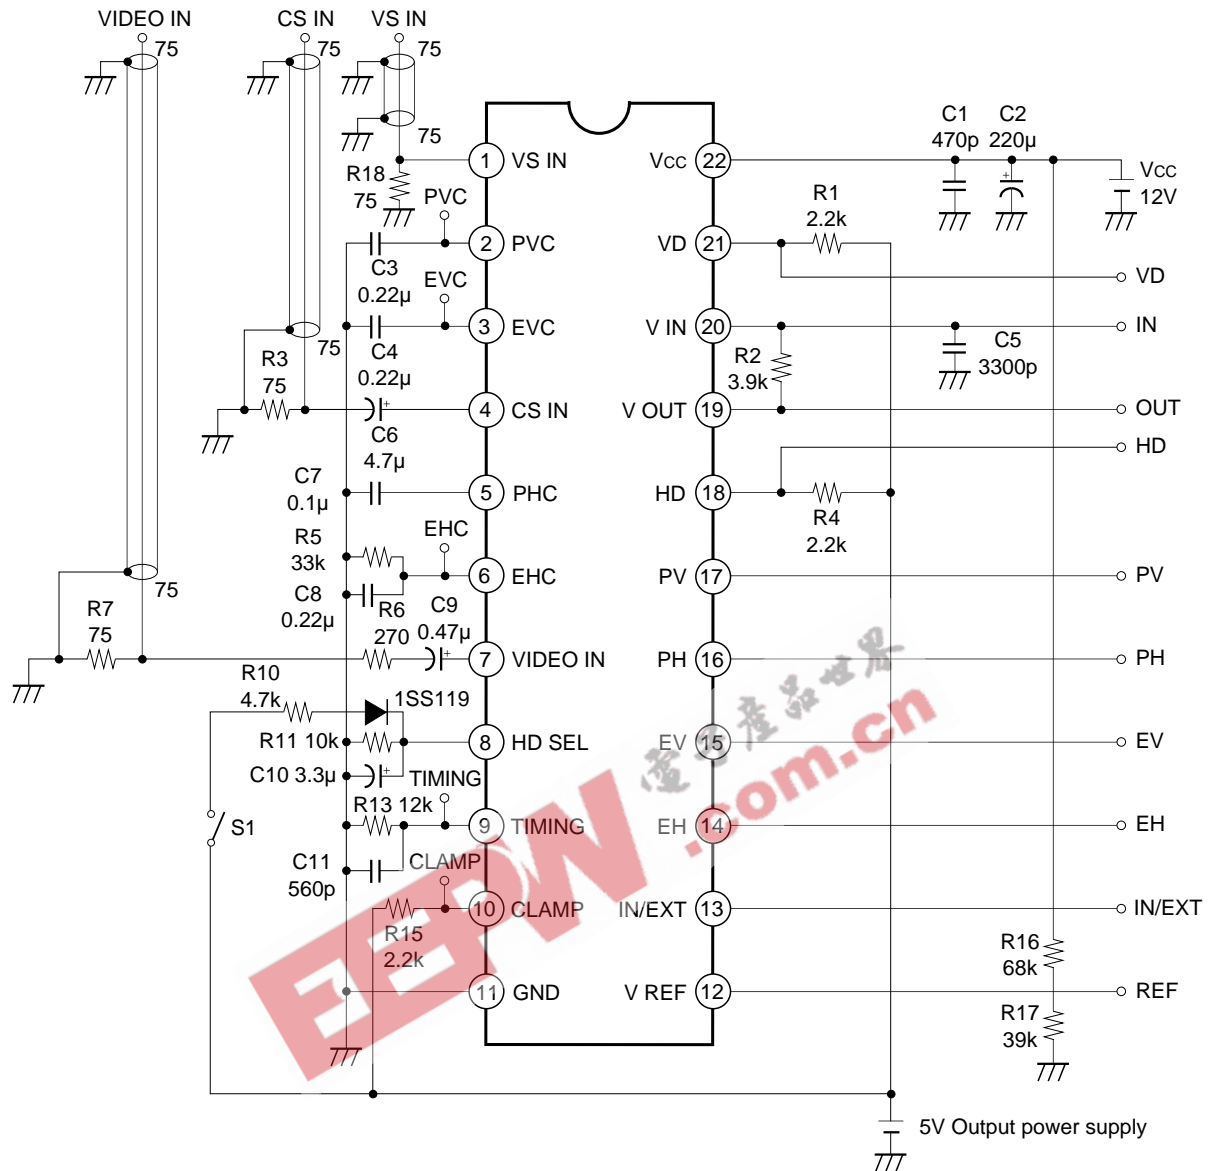 VIDEO IN
CS IN
VS IN
75
75
75
75
R18
75
PVC
C3
0.22µ
EVC
C4
0.22µ
75
R3
75
C6
4.7µ
C7
0.1µ
R5
33k
EHC
C8
0.22µ
75
R7
75
R6
270
C9
0.47µ
R10
4.7k
1SS119
R11 10k
C10 3.3µ
TIMING
R13 12k
S1
C11
560p
CLAMP
R15
2.2k
1 VS IN
2 PVC
3 EVC
4 CS IN
5 PHC
6 EHC
7 VIDEO IN
8 HD SEL
9 TIMING
10 CLAMP
11 GND
Vcc 22
VD 21
V IN 20
V OUT 19
HD 18
PV 17
PH 16
EV 15
EH 14
IN/EXT 13
V REF 12
C1
470p
C2
220µ
Vcc
12V
R1
2.2k
VD
IN
R2
3.9k
C5
3300p
OUT
HD
R4
2.2k
PV
PH
EV
EH
IN/EXT
R16
68k
REF
R17
39k
5V Output power supply
EEPW
.com.cn
電子產品世界